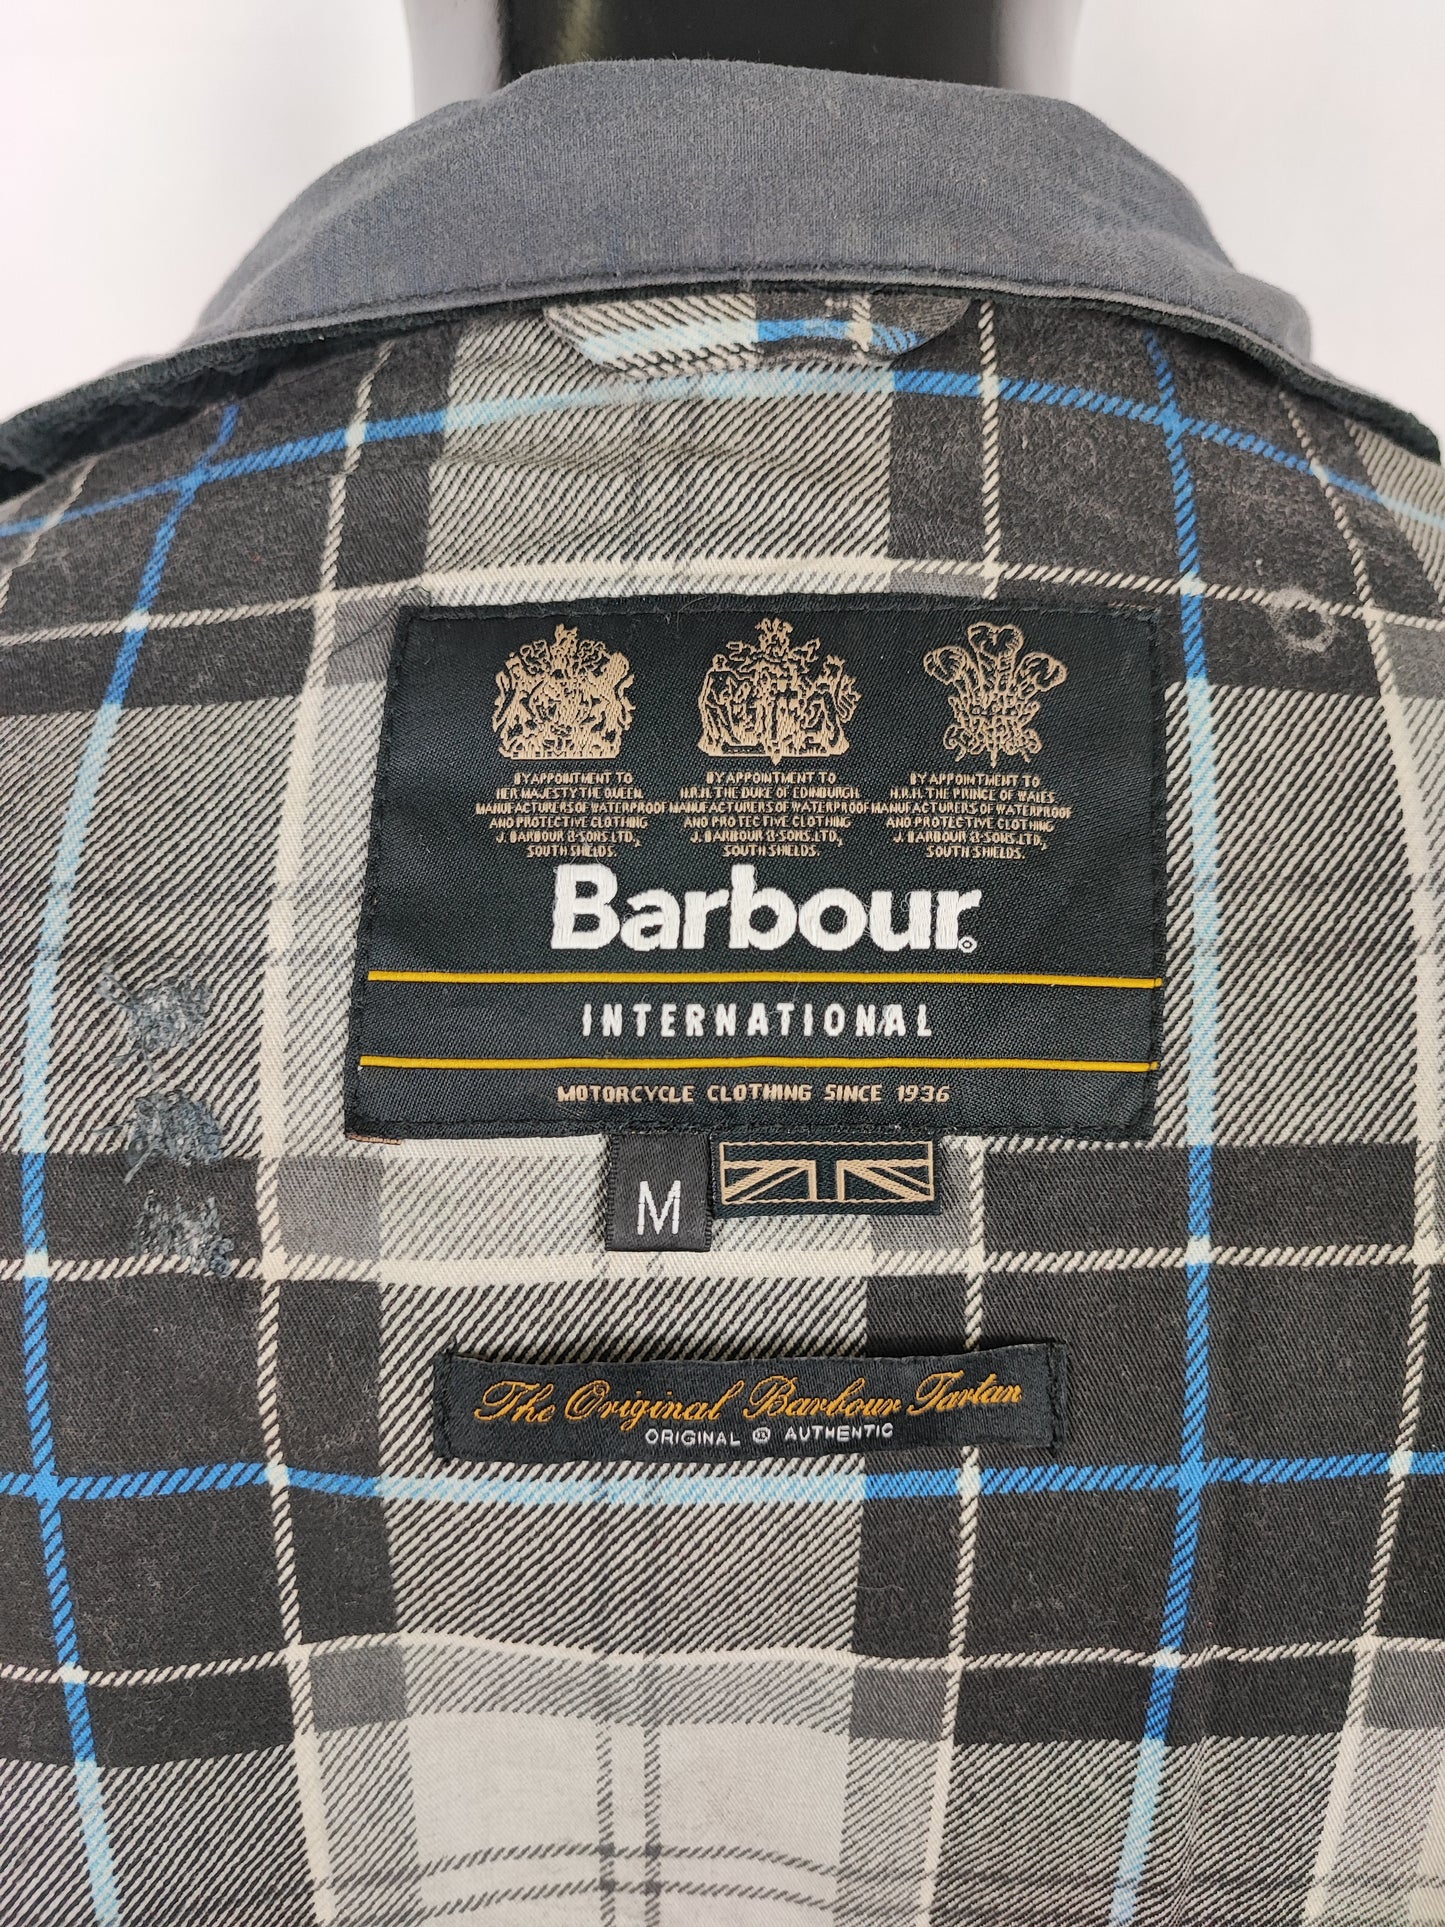 BY APPOINTMENT TO
HER MAJESTY THE QUEEN.
MANUFACTURERS OF WATERPROOF
AND PROTECTIVE CLOTHING
J. BARBOUR & SONS LTD,
SOUTH SHIELDS.
BY APPOINTMENT TO
H.R.H. THE DUKE OF EDINBURGH.
MANUFACTURERS OF WATERPROOF
AND PROTECTIVE CLOTHING
J. BARBOUR & SONS LTD,
SOUTH SHIELDS.
BY APPOINTMENT TO
H.R.H. THE PRINCE OF WALES.
MANUFACTURERS OF WATERPROOF
AND PROTECTIVE CLOTHING
J. BARBOUR & SONS LTD,
SOUTH SHIELDS.
Barbour®
INTERNATIONAL
MOTORCYCLE CLOTHING SINCE 1936
M
The Original Barbour Tartan
ORIGINAL ® AUTHENTIC